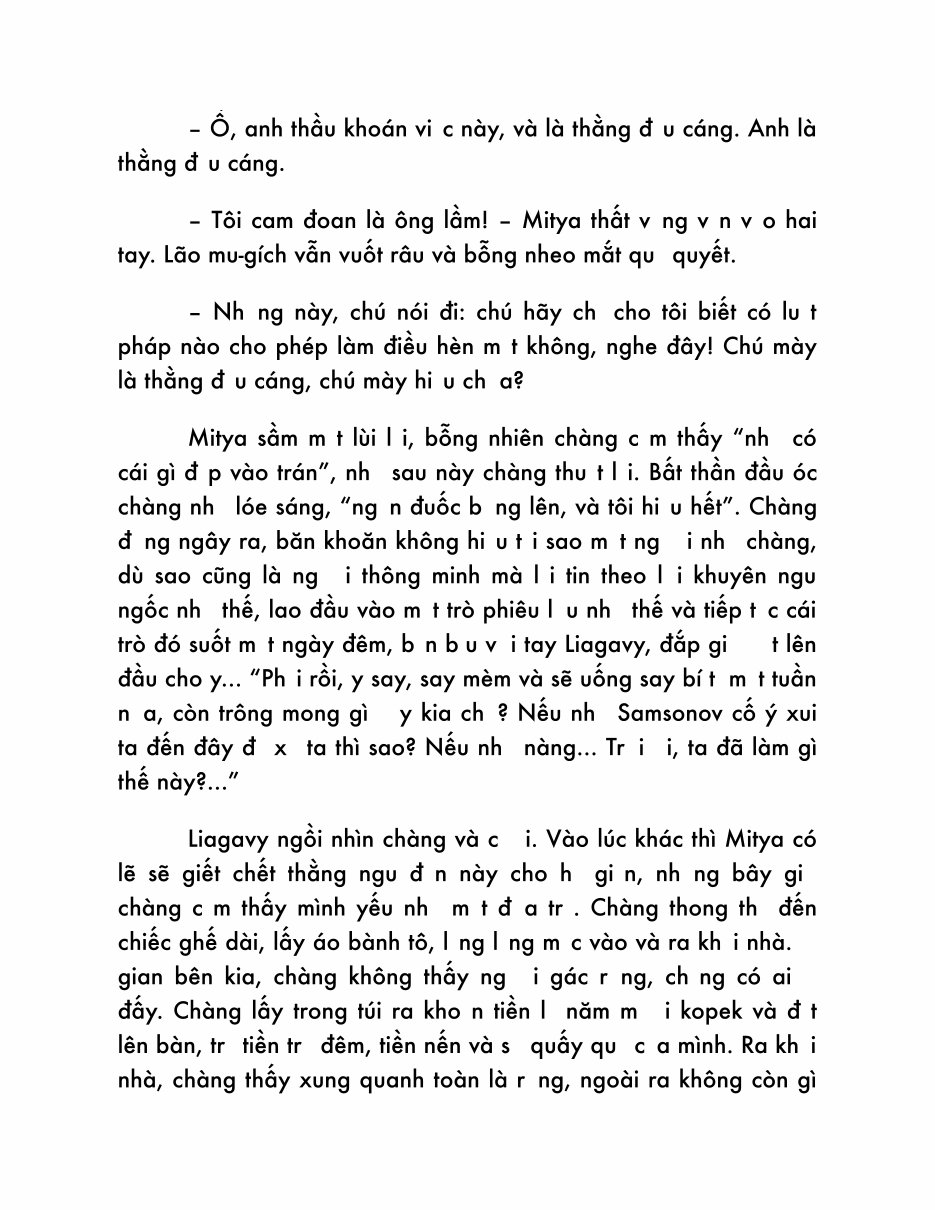 – Ổ, anh thầu khoán vi c này, và là thằng đ u cáng. Anh là
thằng đ u cáng.
– Tôi cam đoan là ông lầm! – Mitya thất v ng v n v o hai
tay. Lão mu-gích vẫn vuốt râu và bỗng nheo mắt qu quyết.
– Nh ng này, chú nói đi: chú hãy ch cho tôi biết có lu t
pháp nào cho phép làm điều hèn m t không, nghe đây! Chú mày
là thằng đ u cáng, chú mày hi u ch a?
Mitya sầm m t lùi l i, bỗng nhiên chàng c m thấy “nh có
cái gì đ p vào trán”, nh sau này chàng thu t l i. Bất thần đầu óc
chàng nh lóe sáng, “ng n đuốc b ng lên, và tôi hi u hết”. Chàng
đ ng ngây ra, băn khoăn không hi u t i sao m t ng i nh chàng,
dù sao cũng là ng i thông minh mà l i tin theo l i khuyên ngu
ngốc nh thế, lao đầu vào m t trò phiêu l u nh thế và tiếp t c cái
trò đó suốt m t ngày đêm, b n b u v i tay Liagavy, đắp gi t lên
đầu cho y... “Ph i rồi, y say, say mèm và sẽ uống say bí t m t tuần
n a, còn trông mong gì y kia ch ? Nếu nh Samsonov cố ý xui
ta đến đây đ x ta thì sao? Nếu nh nàng... Tr i i, ta đã làm gì
thế này?...”
Liagavy ngồi nhìn chàng và c i. Vào lúc khác thì Mitya có
lẽ sẽ giết chết thằng ngu đ n này cho h gi n, nh ng bây gi
chàng c m thấy mình yếu nh m t đ a tr . Chàng thong th đến
chiếc ghế dài, lấy áo bành tô, l ng l ng m c vào và ra kh i nhà.
gian bên kia, chàng không thấy ng i gác r ng, ch ng có ai
đấy. Chàng lấy trong túi ra kho n tiền l năm m i kopek và đ t
lên bàn, tr tiền tr đêm, tiền nến và s quấy qu c a mình. Ra kh i
nhà, chàng thấy xung quanh toàn là r ng, ngoài ra không còn gì